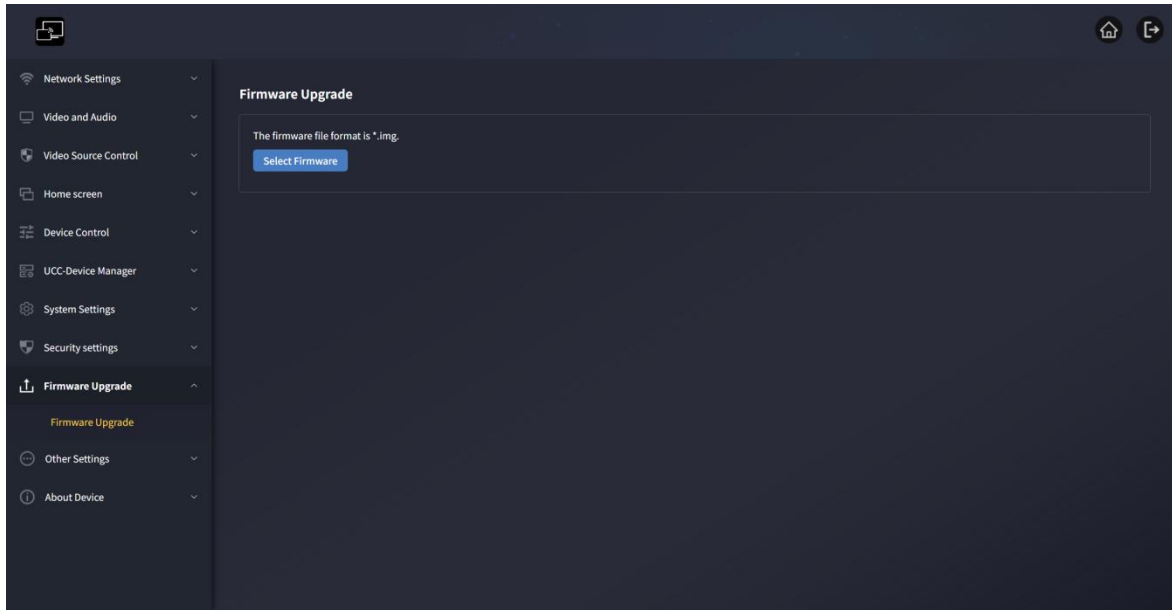 Network Settings
Video and Audio
Video Source Control
Home screen
Device Control
UCC-Device Manager
System Settings
Security settings
Firmware Upgrade
Firmware Upgrade
Other Settings
About Device
Firmware Upgrade
The firmware file format is *.img.
Select Firmware